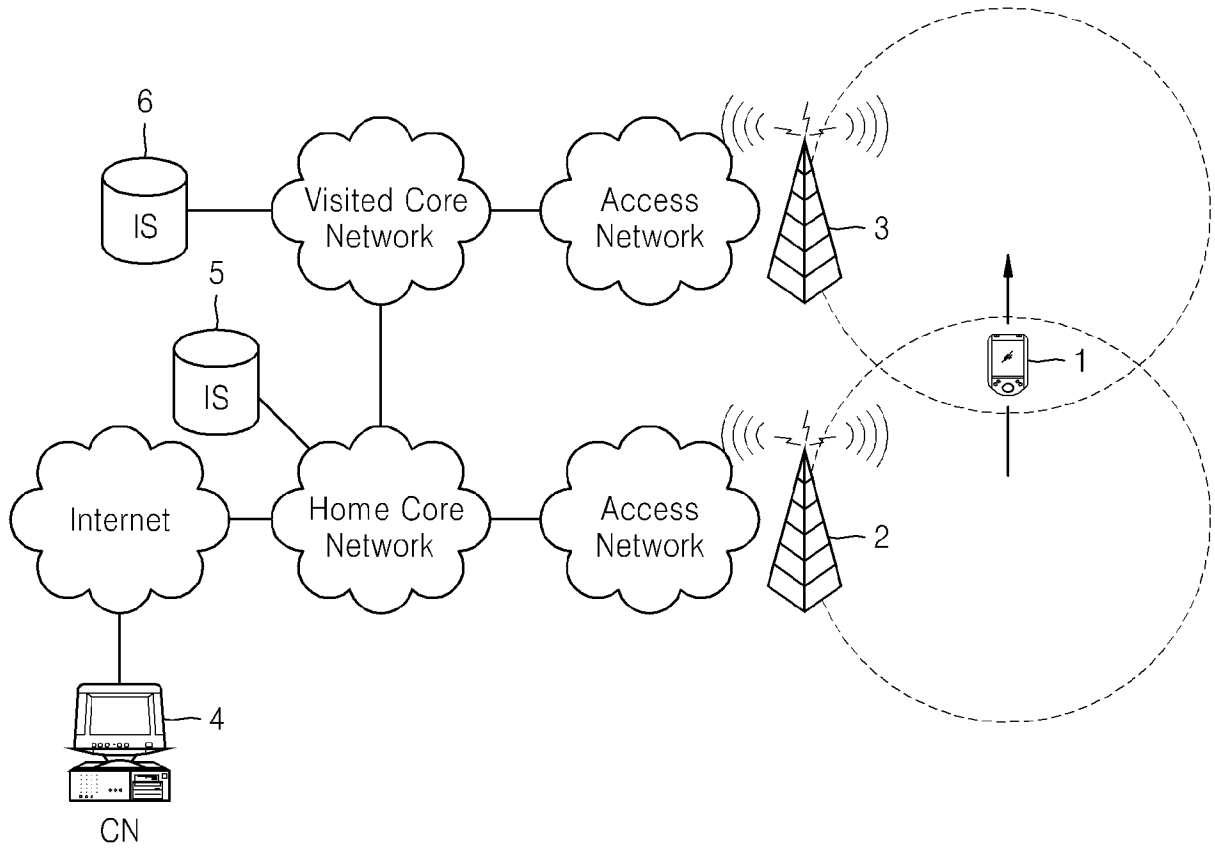 6
IS
Visited Core
Network
Access
Network
3
5
IS
1
Internet
Home Core
Network
Access
Network
2
4
CN